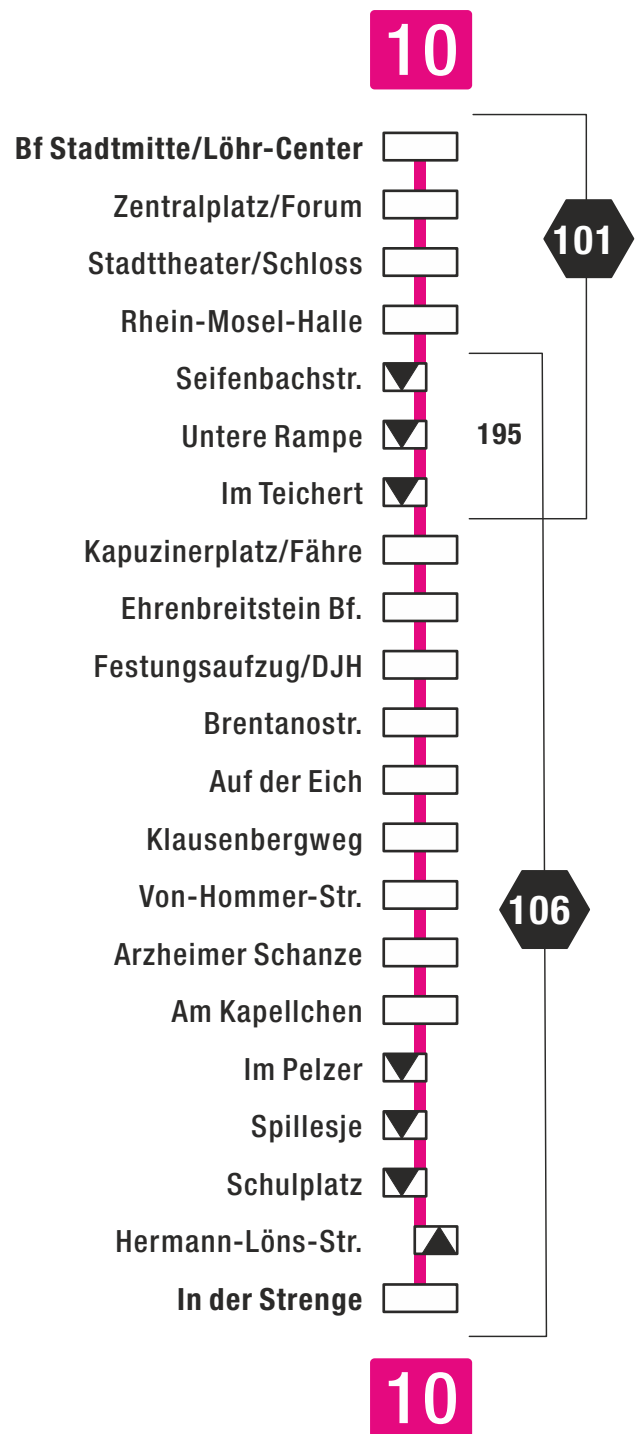 10
Bf Stadtmitte/Löhr-Center
Zentralplatz/Forum
101
Stadttheater/Schloss
Rhein-Mosel-Halle
Seifenbachstr.
Untere Rampe
195
Im Teichert
Kapuzinerplatz/Fähre
Ehrenbreitstein Bf.
Festungsaufzug/DJH
Brentanostr.
Auf der Eich
Klausenbergweg
Von-Hommer-Str.
106
Arzheimer Schanze
Am Kapellchen
Im Pelzer
Spillesje
Schulplatz
Hermann-Löns-Str.
In der Strenge
10